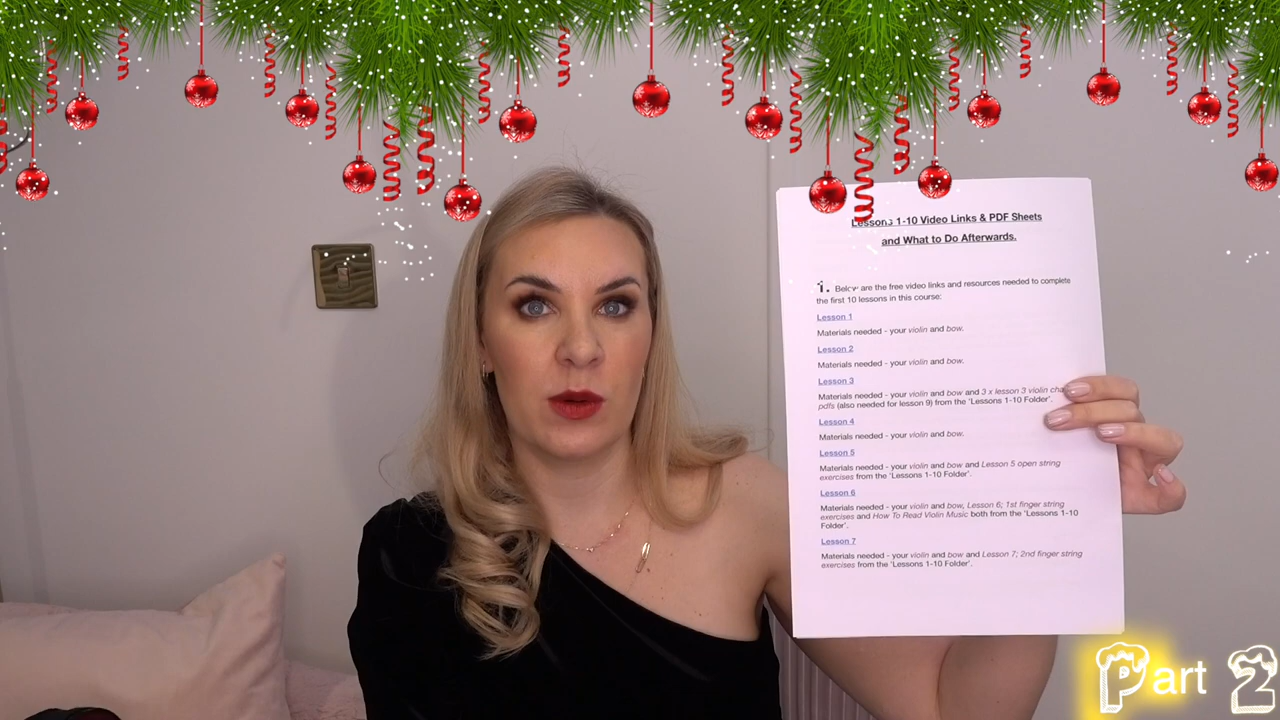 Lessons 1-10 Video Links & PDF Sheets
and What to Do Afterwards.
1. Below are the free video links and resources needed to complete
the first 10 lessons in this course:
Lesson 1
Materials needed - your violin and bow.
Lesson 2
Materials needed - your violin and bow.
Lesson 3
Materials needed - your violin and bow and 3 x lesson 3 violin
pdfs (also needed for lesson 9) from the 'Lessons 1-10 Folder'.
Lesson 4
Materials needed - your violin and bow.
Lesson 5
Materials needed - your violin and bow and Lesson 5 open string
exercises from the 'Lessons 1-10 Folder'.
Lesson 6
Materials needed - your violin and bow, Lesson 6; 1st finger string
exercises and How To Read Violin Music both from the 'Lessons 1-10
Folder'.
Lesson 7
Materials needed - your violin and bow and Lesson 7; 2nd finger string
exercises from the 'Lessons 1-10 Folder'.
Part 2